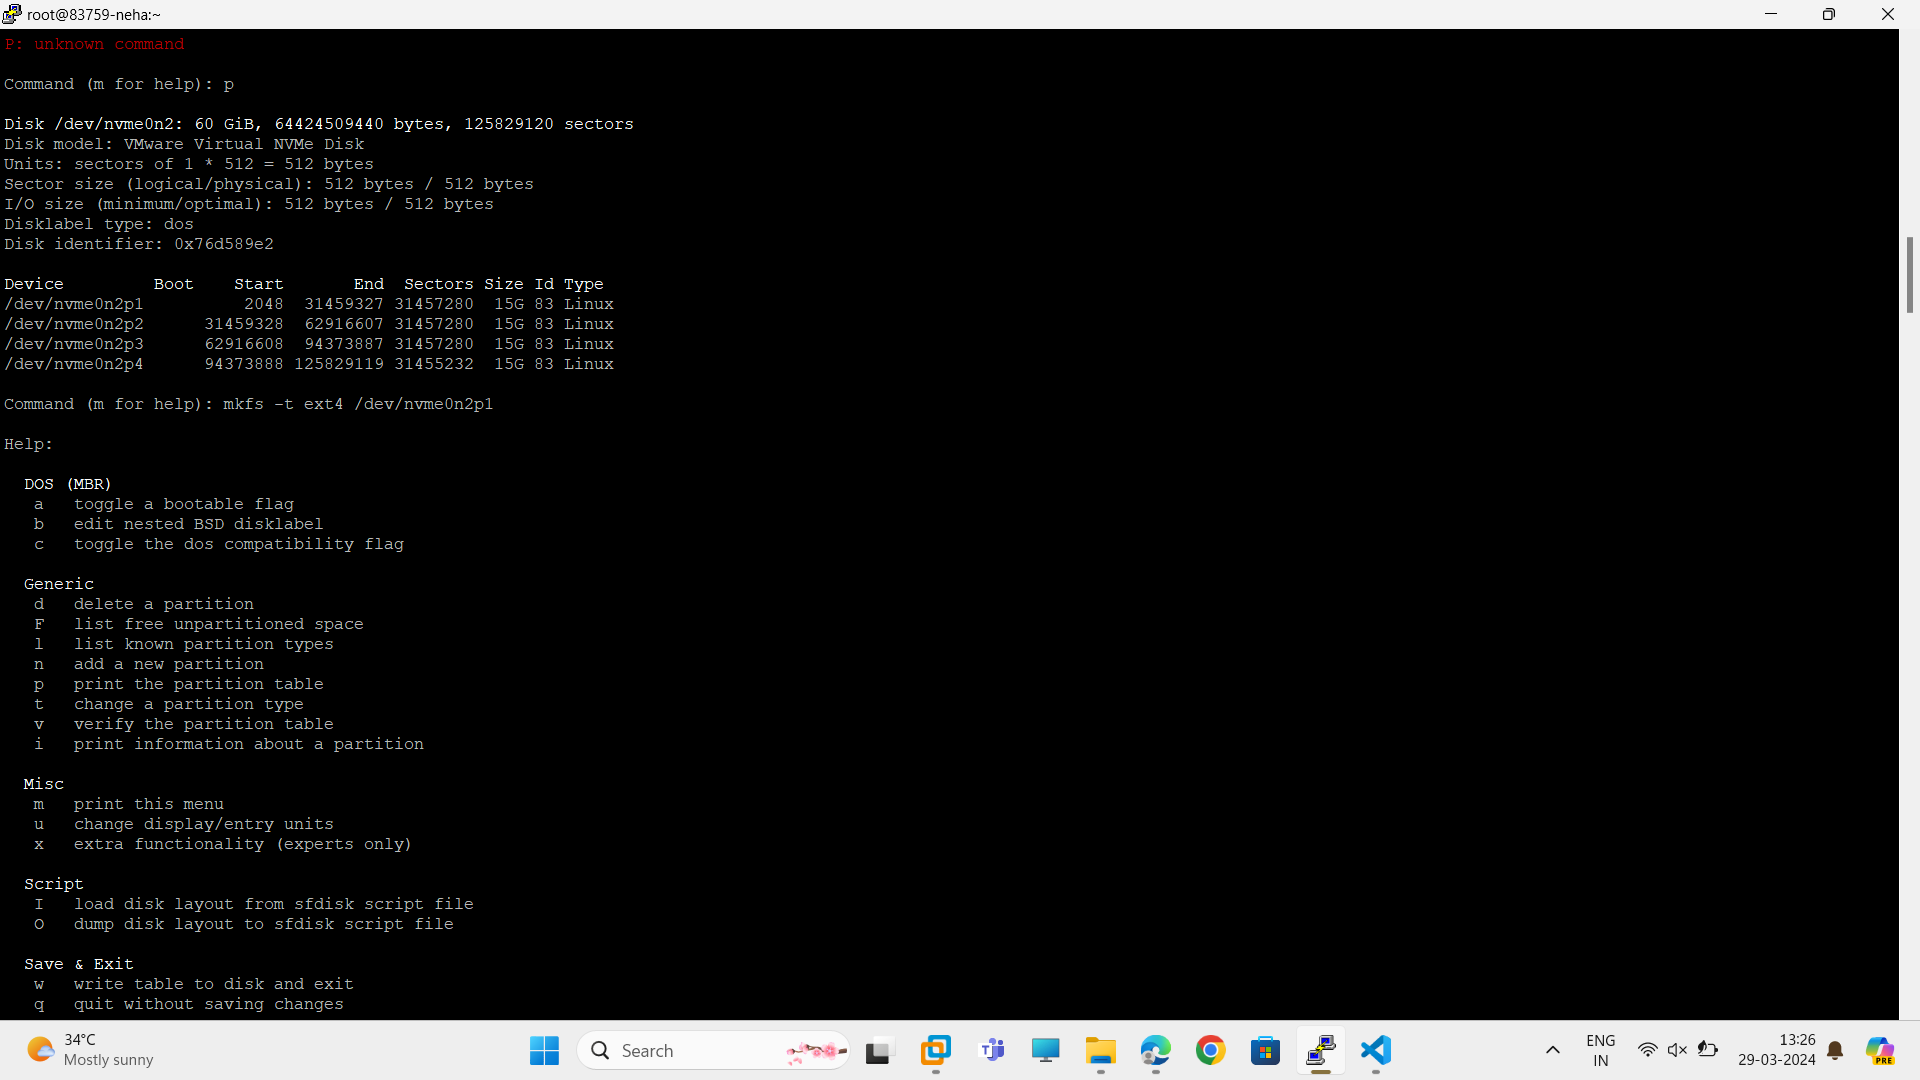 root@83759-neha:~
P: unknown command
Command (m for help): p
Disk /dev/nvme0n2: 60 GiB, 64424509440 bytes, 125829120 sectors
Disk model: VMware Virtual NVMe Disk
Units: sectors of 1 * 512 = 512 bytes
Sector size (logical/physical): 512 bytes / 512 bytes
I/O size (minimum/optimal): 512 bytes / 512 bytes
Disklabel type: dos
Disk identifier: 0x76d589e2
Device         Boot    Start       End  Sectors Size Id Type
/dev/nvme0n2p1          2048  31459327 31457280  15G 83 Linux
/dev/nvme0n2p2      31459328  62916607 31457280  15G 83 Linux
/dev/nvme0n2p3      62916608  94373887 31457280  15G 83 Linux
/dev/nvme0n2p4      94373888 125829119 31455232  15G 83 Linux
Command (m for help): mkfs -t ext4 /dev/nvme0n2p1
Help:
DOS (MBR)
a   toggle a bootable flag
b   edit nested BSD disklabel
c   toggle the dos compatibility flag
Generic
d   delete a partition
F   list free unpartitioned space
l   list known partition types
n   add a new partition
p   print the partition table
t   change a partition type
v   verify the partition table
i   print information about a partition
Misc
m   print this menu
u   change display/entry units
x   extra functionality (experts only)
Script
I   load disk layout from sfdisk script file
O   dump disk layout to sfdisk script file
Save & Exit
w   write table to disk and exit
q   quit without saving changes
34°C
Mostly sunny
Search
ENG
IN
13:26
29-03-2024
PRE